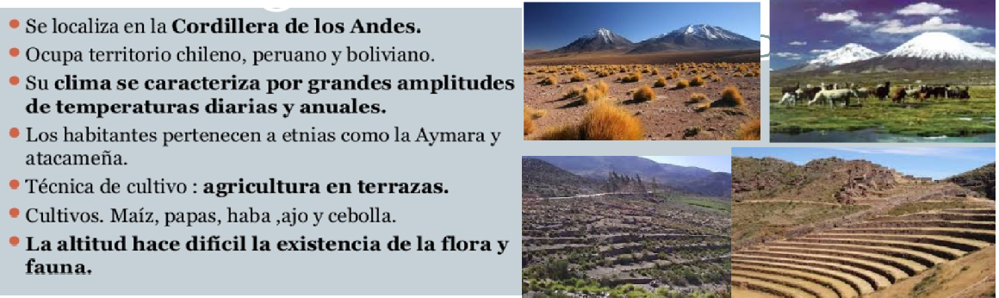 • Se localiza en la Cordillera de los Andes.
• Ocupa territorio chileno, peruano y boliviano.
• Su clima se caracteriza por grandes amplitudes
de temperaturas diarias y anuales.
• Los habitantes pertenecen a etnias como la Aymara y
atacameña.
• Técnica de cultivo : agricultura en terrazas.
• Cultivos. Maíz, papas, haba ,ajo y cebolla.
• La altitud hace difícil la existencia de la flora y
fauna.